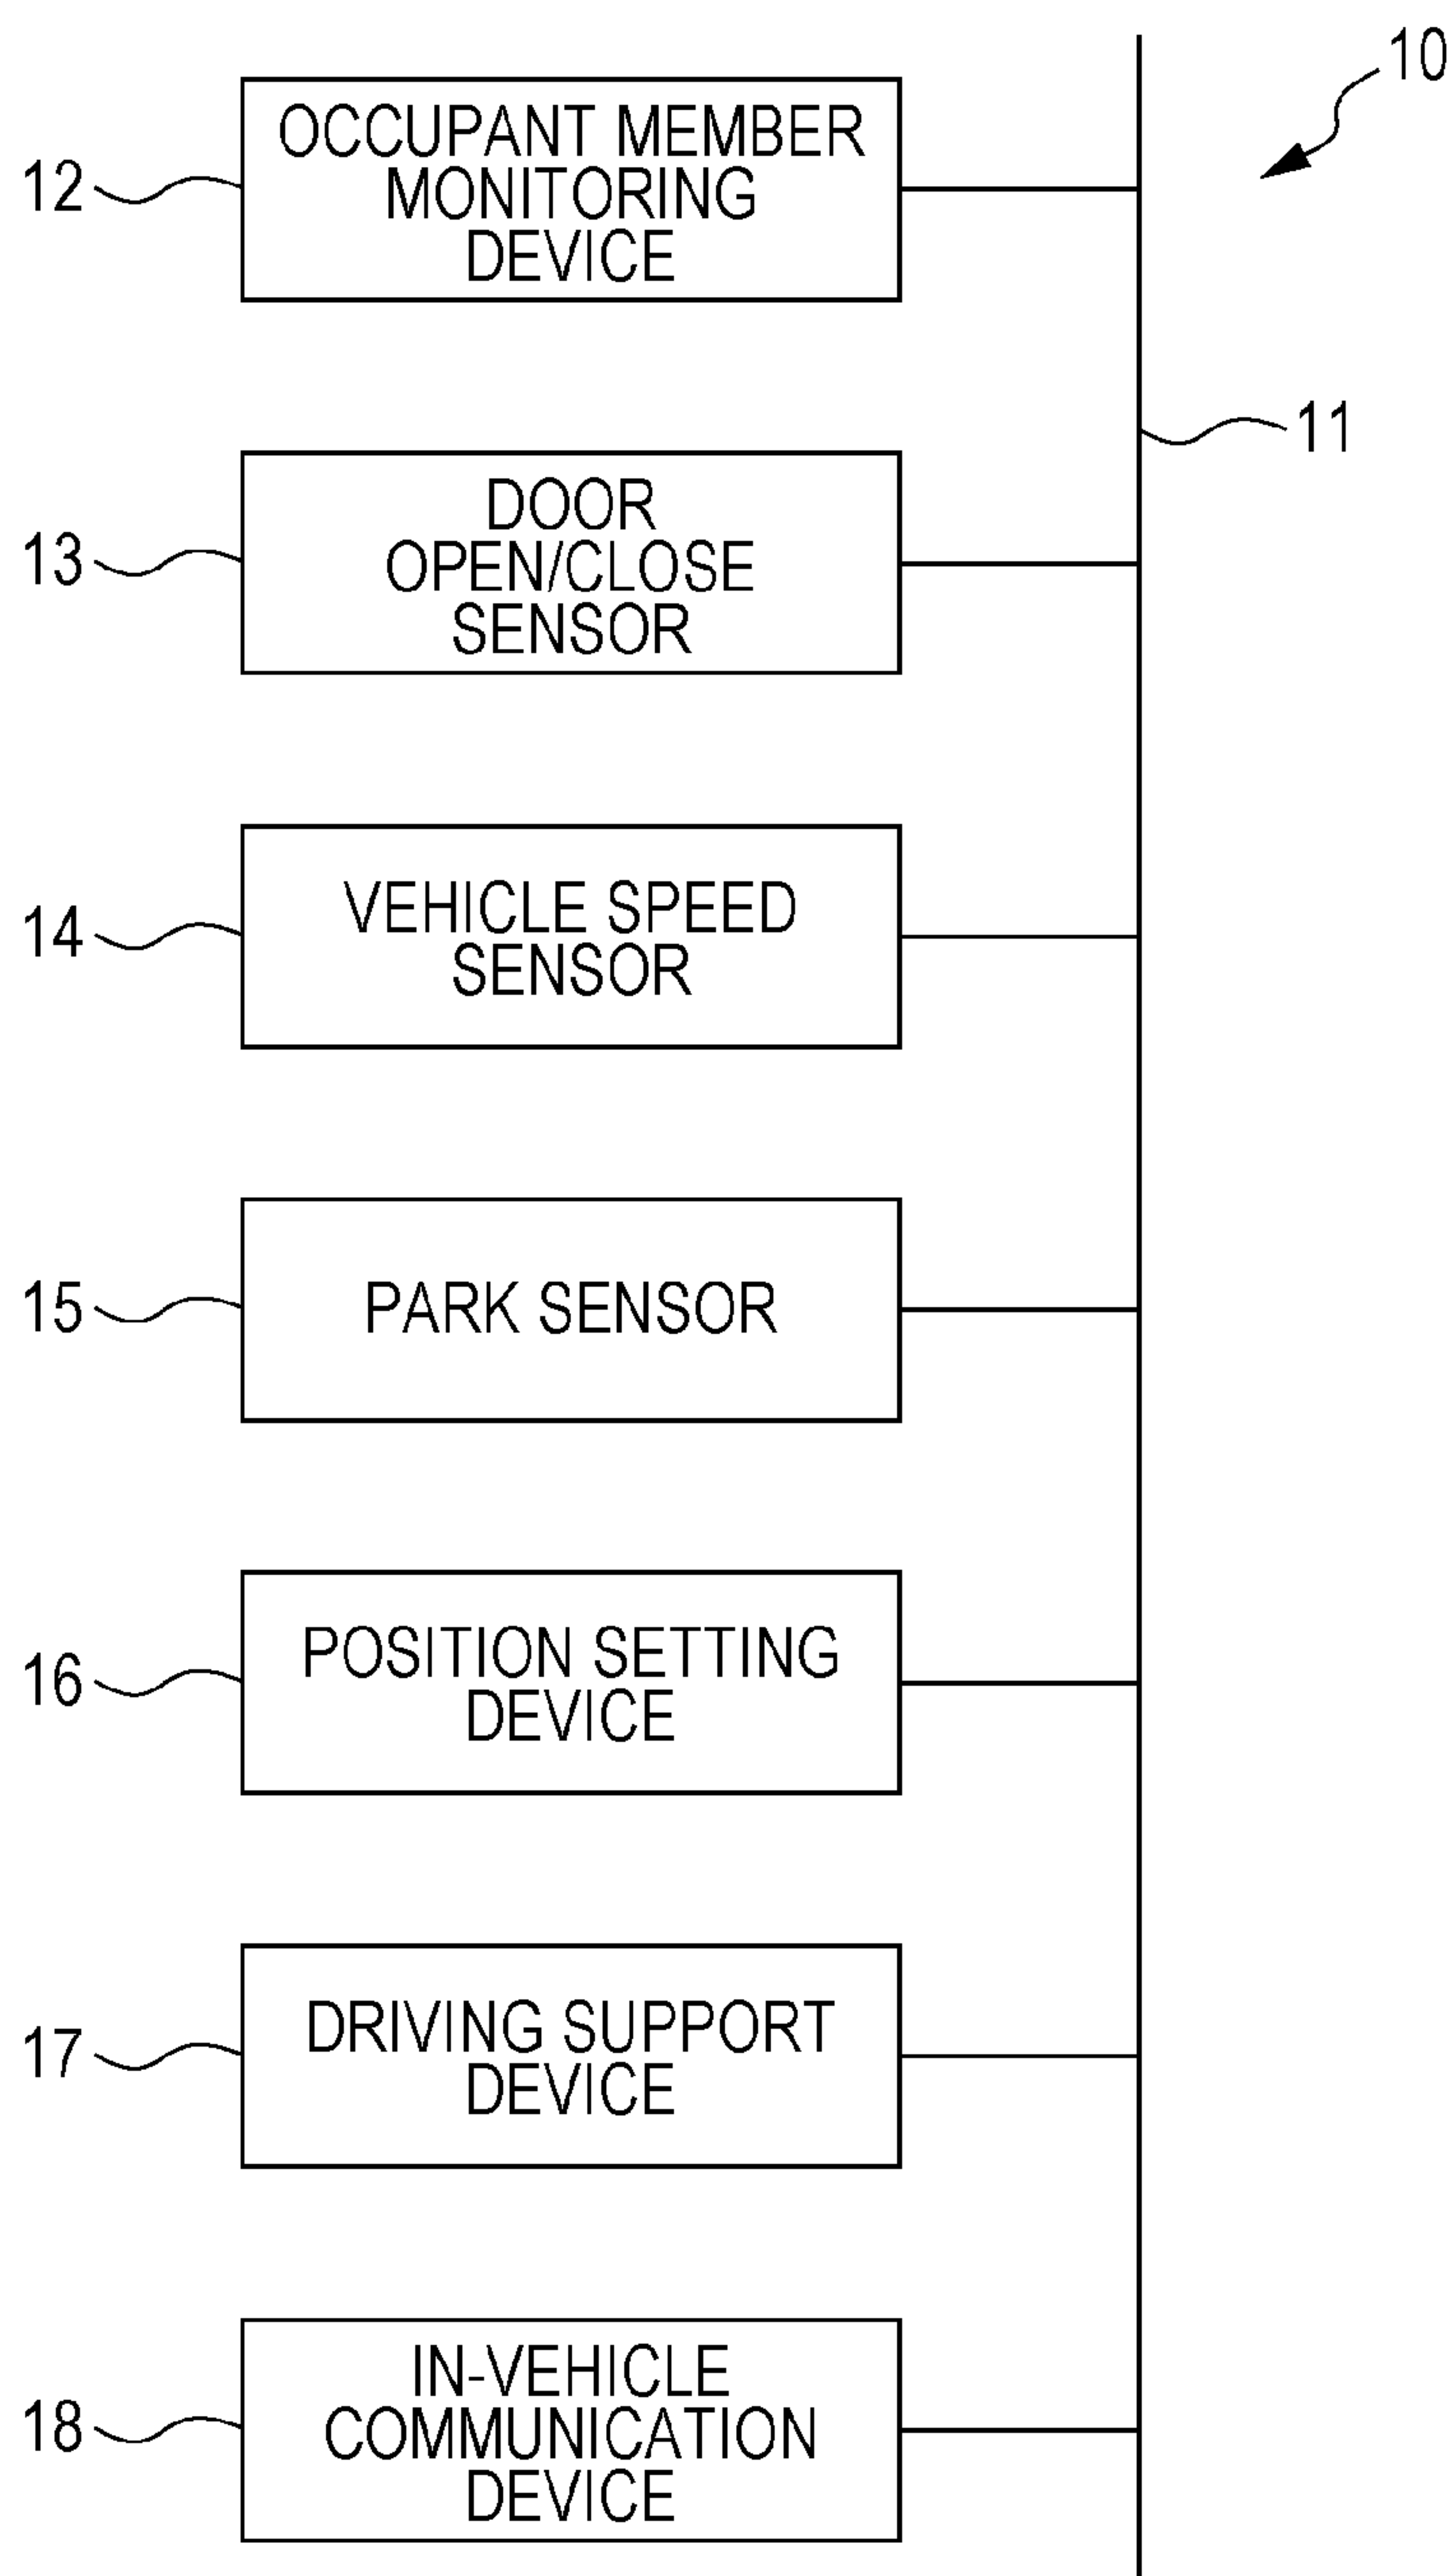 10
12
OCCUPANT MEMBER
MONITORING
DEVICE
11
13
DOOR
OPEN/CLOSE
SENSOR
14
VEHICLE SPEED
SENSOR
15
PARK SENSOR
16
POSITION SETTING
DEVICE
17
DRIVING SUPPORT
DEVICE
18
IN-VEHICLE
COMMUNICATION
DEVICE